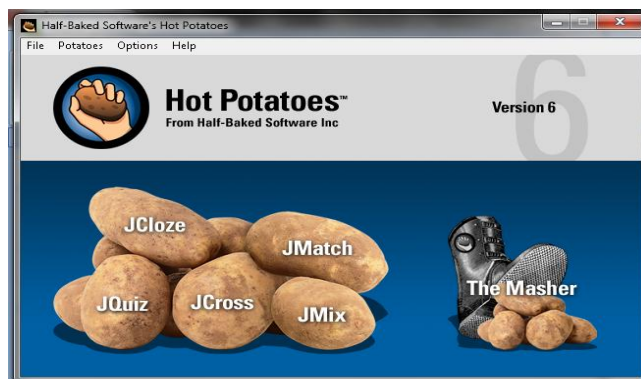 Half-Baked Software's Hot Potatoes
File Potatoes Options Help
Hot Potatoes™
From Half-Baked Software Inc
Version 6
6
JCloze
JMatch
JQuiz JCross JMix
The Masher